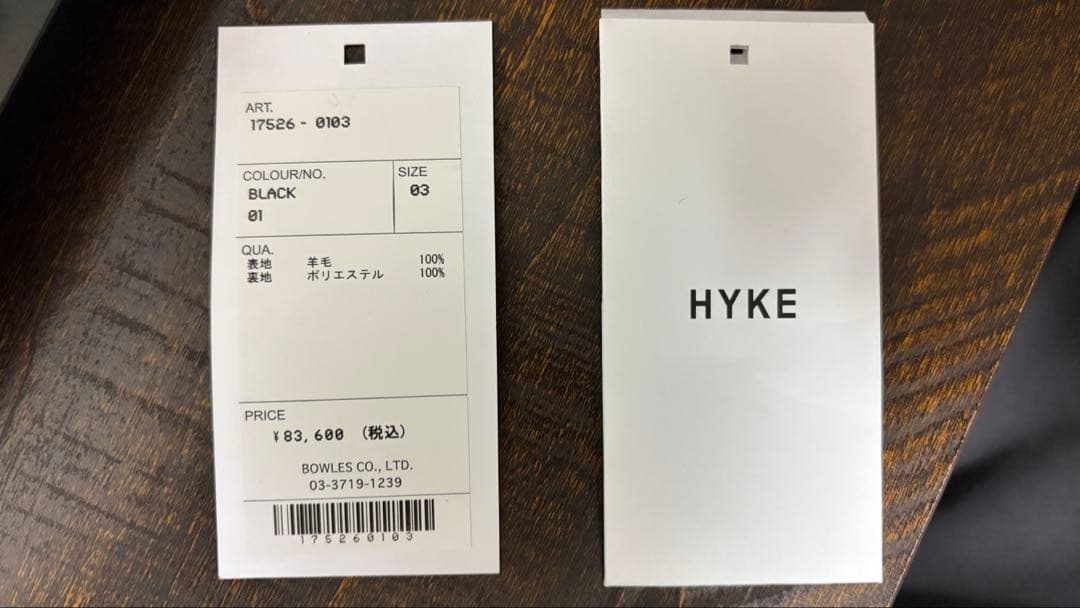 ART.
17526 - 0103
COLOUR/NO.
BLACK
01
SIZE
03
QUA.
表地 羊毛 100%
裏地 ポリエステル 100%
PRICE
¥83,600 (税込)
BOWLES CO., LTD.
03-3719-1239
175260103
HYKE